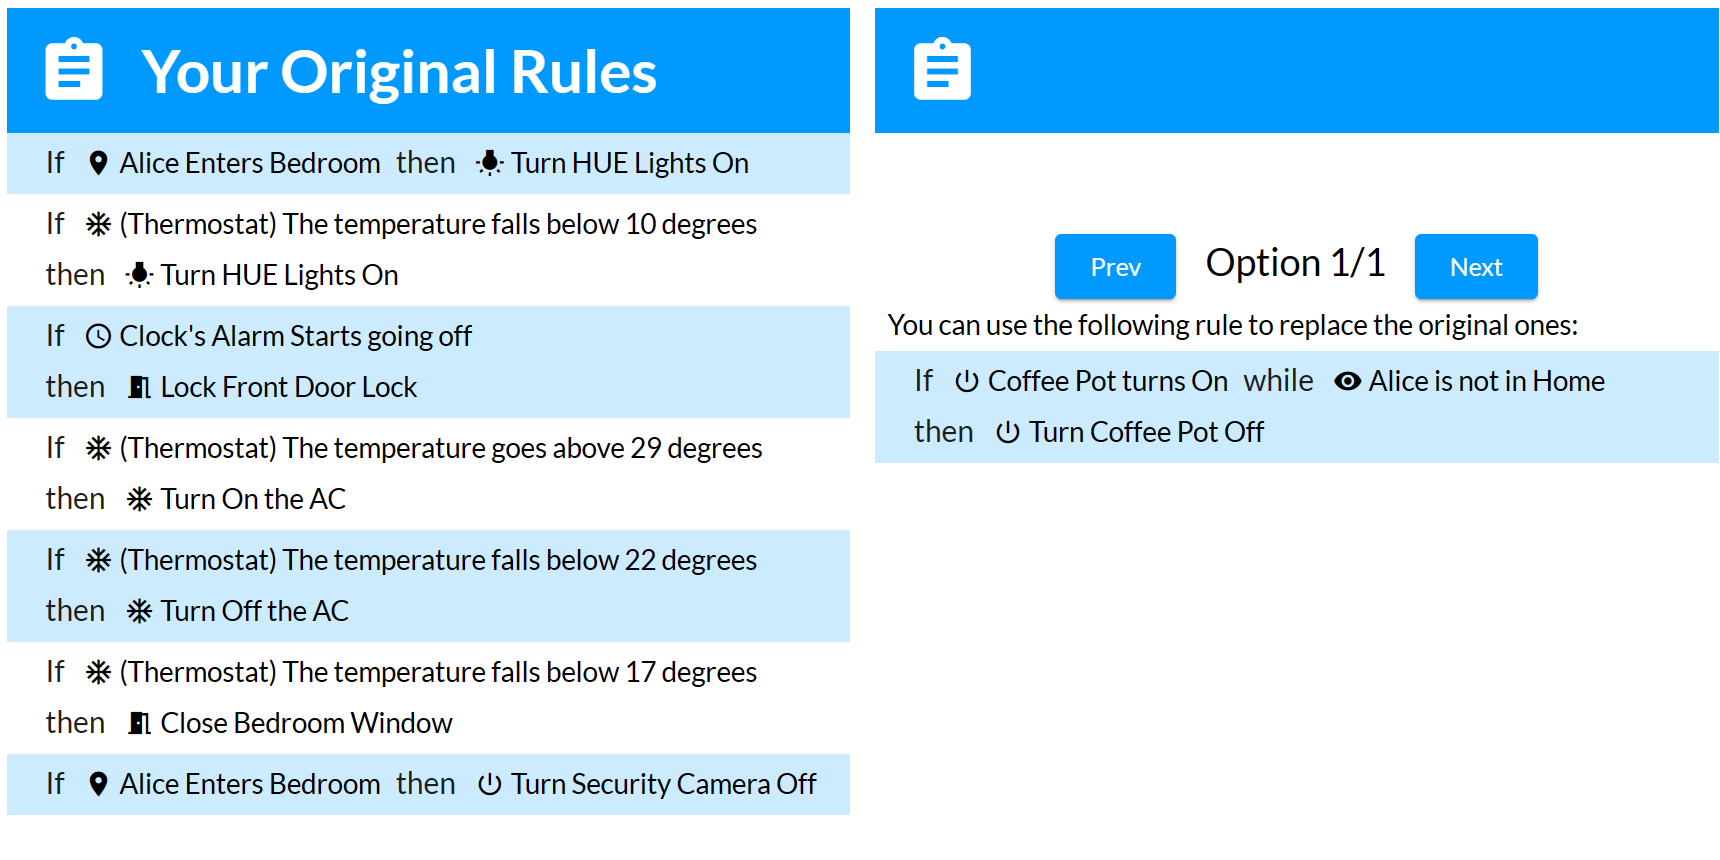 Your Original Rules
If Alice Enters Bedroom then Turn HUE Lights On
If (Thermostat) The temperature falls below 10 degrees
then Turn HUE Lights On
If Clock's Alarm Starts going off
then Lock Front Door Lock
If (Thermostat) The temperature goes above 29 degrees
then Turn On the AC
If (Thermostat) The temperature falls below 22 degrees
then Turn Off the AC
If (Thermostat) The temperature falls below 17 degrees
then Close Bedroom Window
If Alice Enters Bedroom then Turn Security Camera Off
Prev Option 1/1 Next
You can use the following rule to replace the original ones:
If Coffee Pot turns On while Alice is not in Home
then Turn Coffee Pot Off